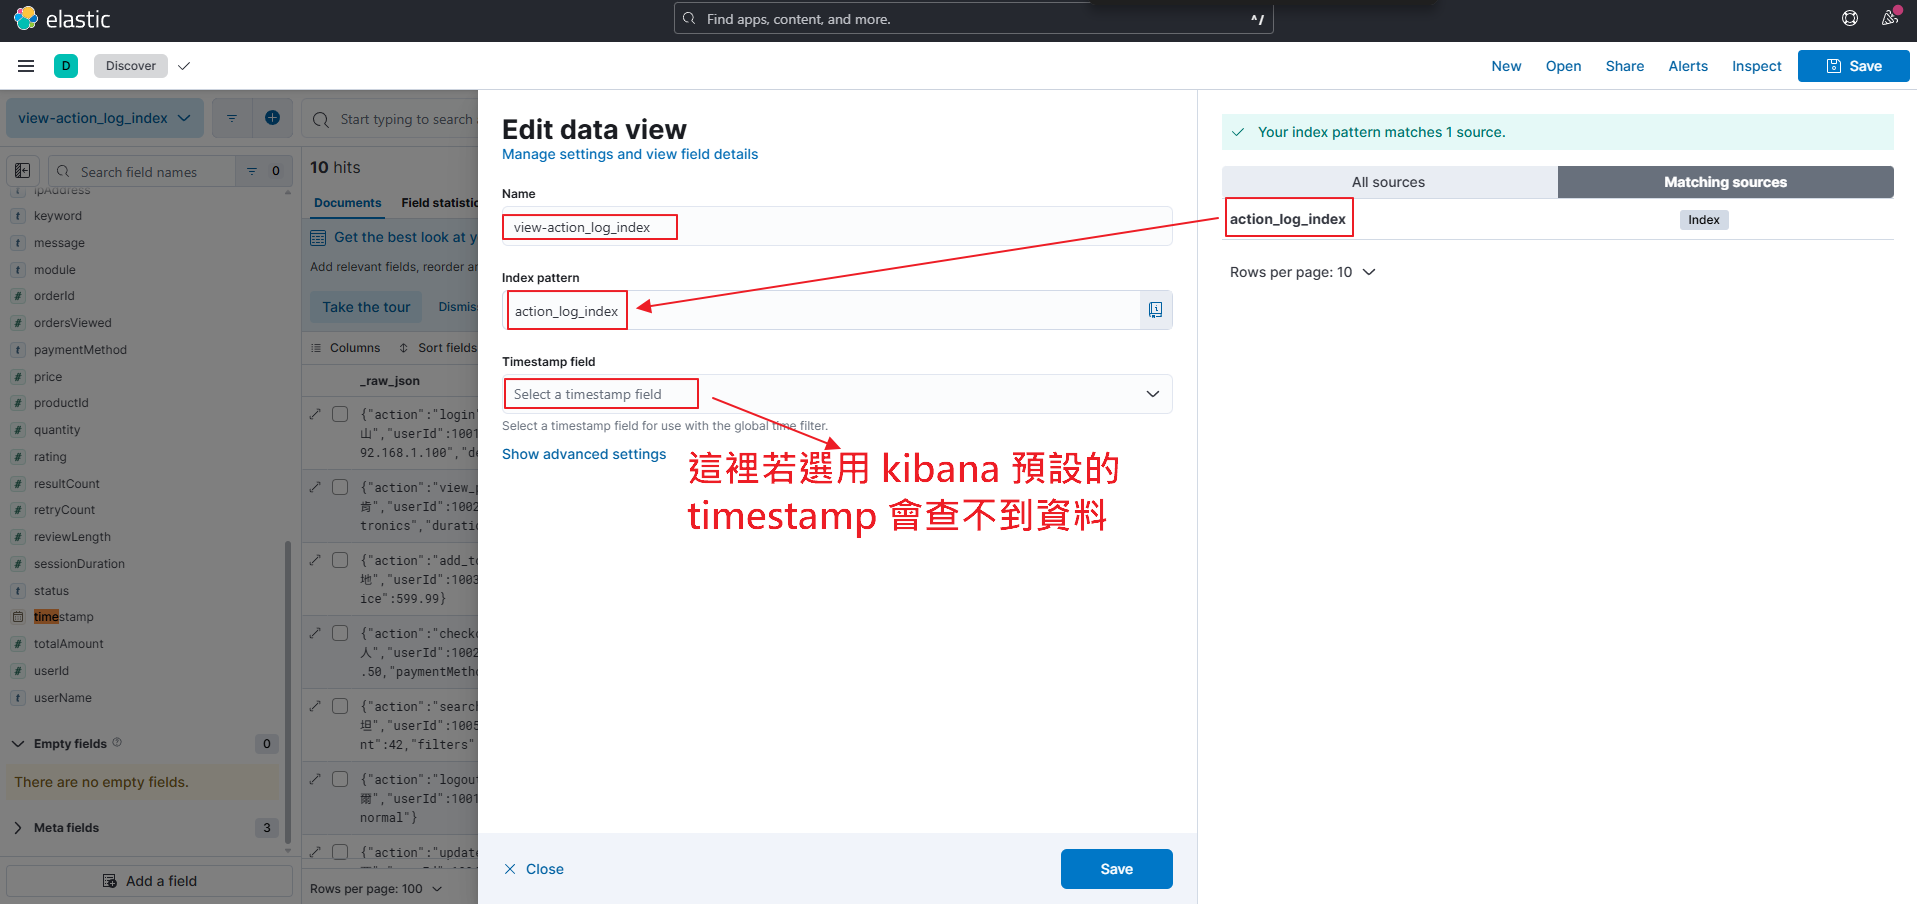 elastic
Find apps, content, and more.
^/
D
Discover
New
Open
Share
Alerts
Inspect
Save
view-action_log_index
Start typing to search
Search field names
0
ipAddress
keyword
message
module
orderId
ordersViewed
paymentMethod
price
productId
quantity
rating
resultCount
retryCount
reviewLength
sessionDuration
status
timestamp
totalAmount
userId
userName
Empty fields
0
There are no empty fields.
Meta fields
3
Add a field
10 hits
Documents
Field statistic
Get the best look at y
Add relevant fields, reorder a
Take the tour
Dismis
Columns
Sort fields
_raw_json
{"action":"login"
山","userId":1001
92.168.1.100","de
{"action":"view_p
肯","userId":1002
tronics","duratio
{"action":"add_to
地","userId":1003
ice":599.99}
{"action":"checko
人","userId":1002
.50,"paymentMetho
{"action":"search
坦","userId":1005
nt":42,"filters"
{"action":"logout
爾","userId":1001
normal"}
{"action":"update
Rows per page: 100
Edit data view
Manage settings and view field details
Name
view-action_log_index
Index pattern
action_log_index
Timestamp field
Select a timestamp field
Select a timestamp field for use with the global time filter.
Show advanced settings
這裡若選用 kibana 預設的
timestamp 會查不到資料
Close
Save
Your index pattern matches 1 source.
All sources
Matching sources
action_log_index
Index
Rows per page: 10